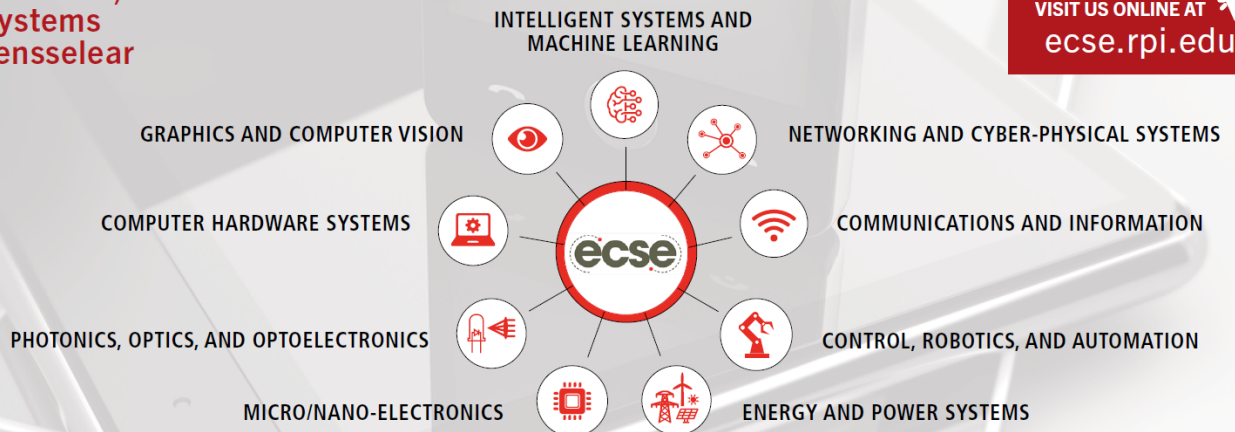 ystems
ensselear
VISIT US ONLINE AT
ecse.rpi.edu
INTELLIGENT SYSTEMS AND
MACHINE LEARNING
GRAPHICS AND COMPUTER VISION
NETWORKING AND CYBER-PHYSICAL SYSTEMS
COMPUTER HARDWARE SYSTEMS
COMMUNICATIONS AND INFORMATION
ecse
PHOTONICS, OPTICS, AND OPTOELECTRONICS
CONTROL, ROBOTICS, AND AUTOMATION
MICRO/NANO-ELECTRONICS
ENERGY AND POWER SYSTEMS